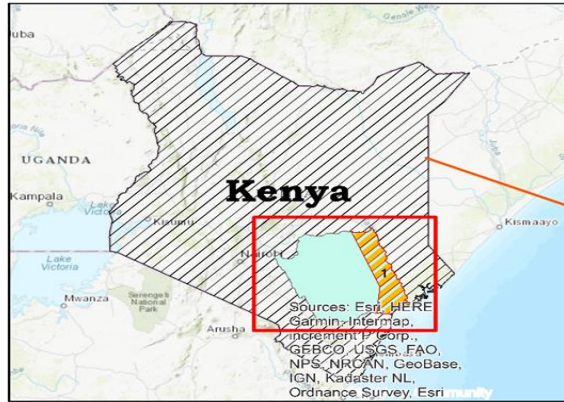 Juba
UGANDA
Kampala
Lake
Victoria
Kisumu
Kenya
Kismaayo
Nairobi
Lake
Victoria
Mwanza
Serengeti
National
Park
Arusha
1
Sources: Esri, HERE
Garmin, Intermap,
increment P Corp.,
GEBCO, USGS, FAO,
NPS, NRCAN, GeoBase,
IGN, Kadaster NL,
Ordnance Survey, Esri
munity